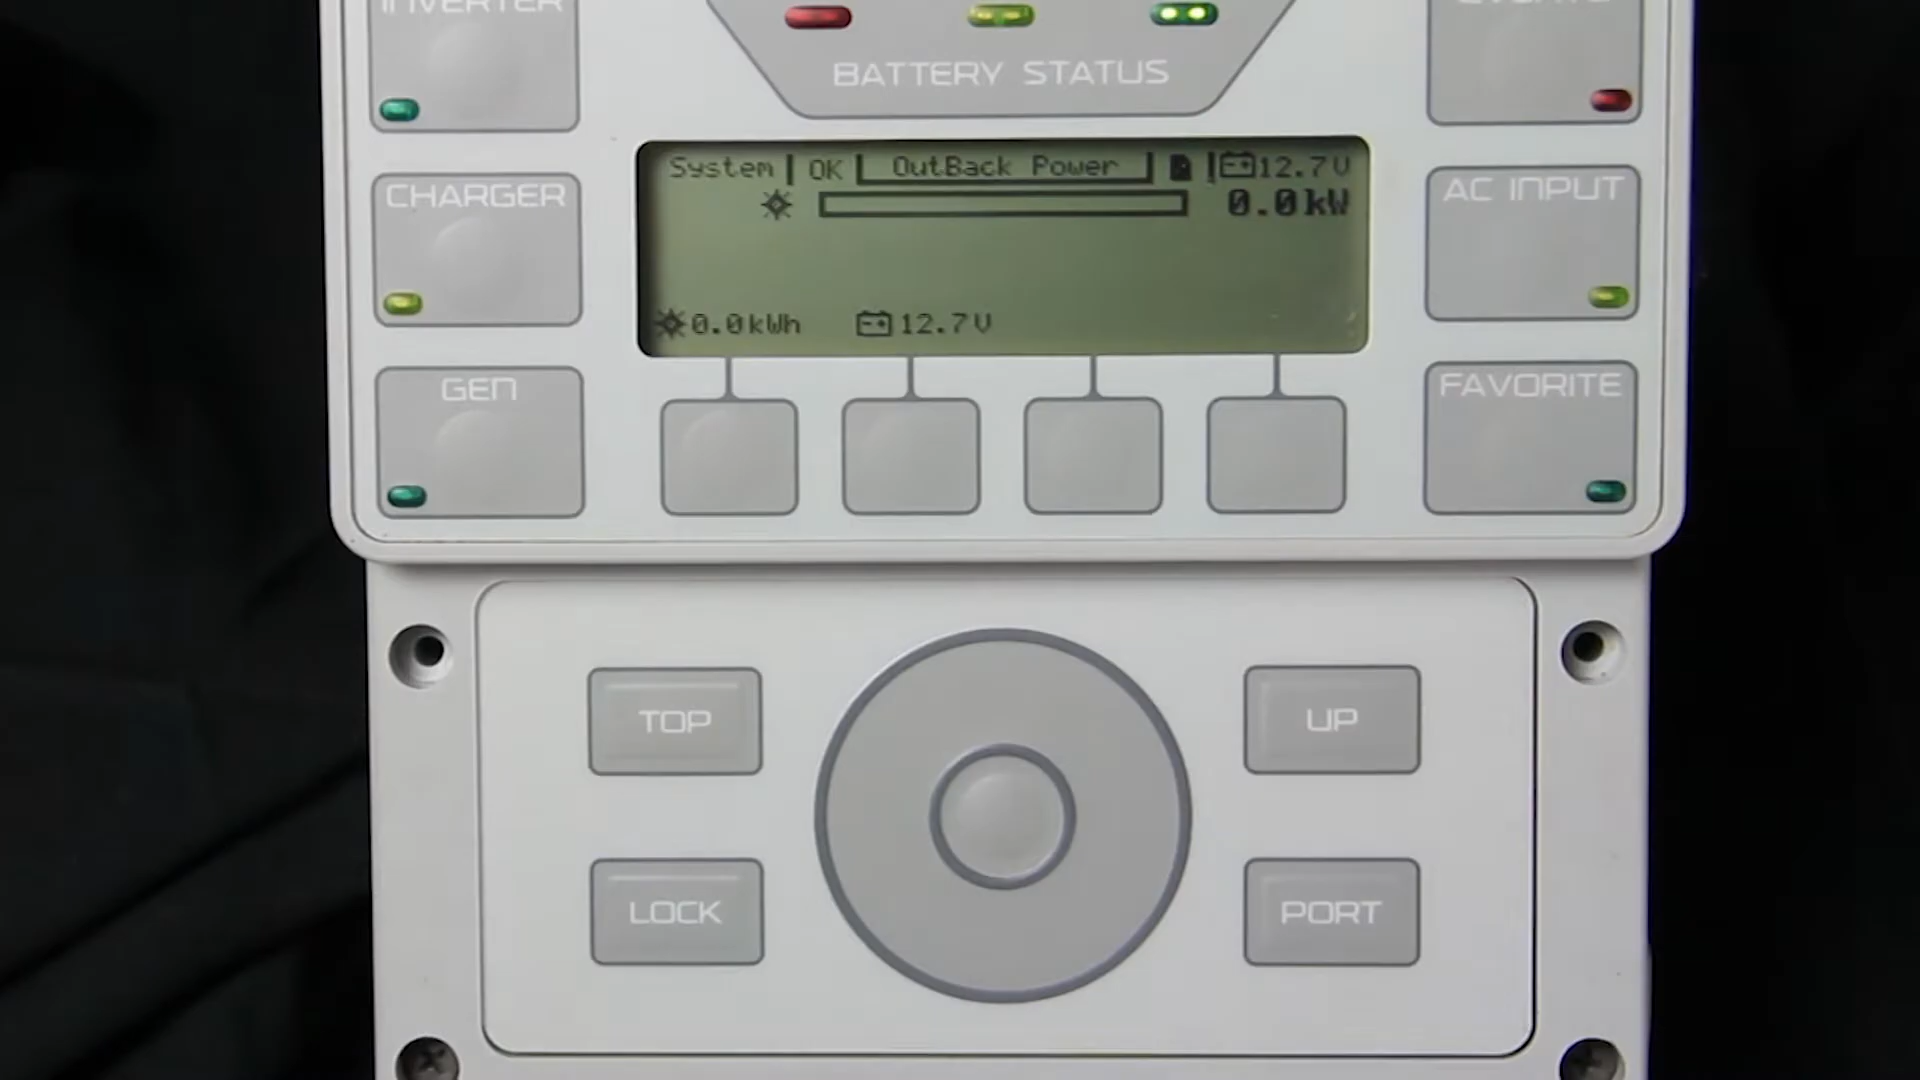 INVERTER
BATTERY STATUS
System OK OutBack Power 12.7V
0.0kW
0.0kWh 12.7V
CHARGER
AC INPUT
GEN
FAVORITE
TOP
UP
LOCK
PORT